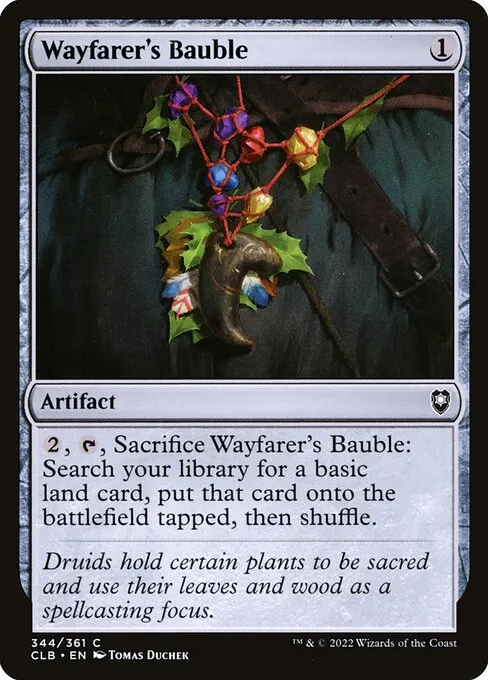 Wayfarer's Bauble 1
Artifact
2, , Sacrifice Wayfarer's Bauble:
Search your library for a basic
land card, put that card onto the
battlefield tapped, then shuffle.
Druids hold certain plants to be sacred
and use their leaves and wood as a
spellcasting focus.
344/361 C
™ & © 2022 Wizards of the Coast
CLB • EN Tomas Duchek